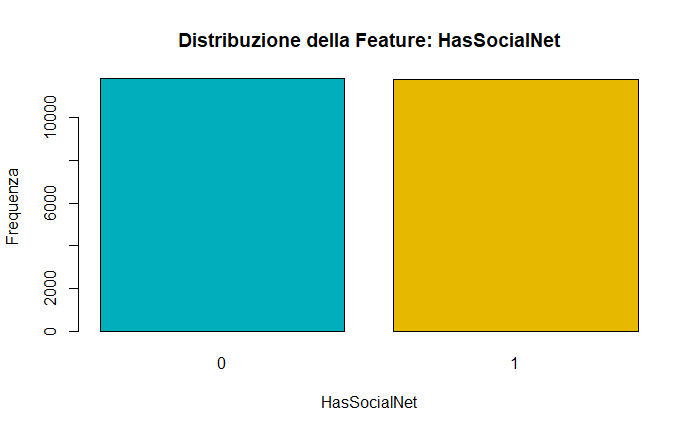 Distribuzione della Feature: HasSocialNet
Frequenza
10000
6000
2000
0
0 1
HasSocialNet